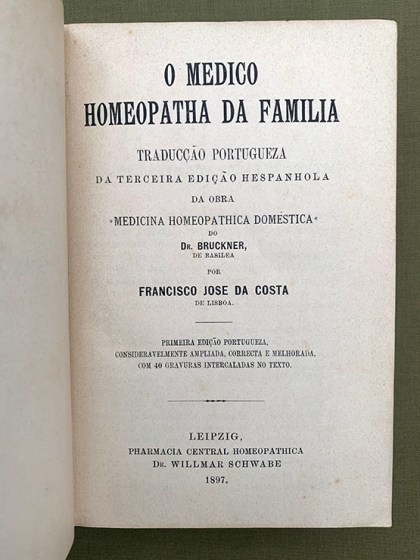 O MEDICO
HOMEOPATHA DA FAMILIA
TRADUCÇÃO PORTUGUEZA
DA TERCEIRA EDIÇÃO HESPANHOLA
DA OBRA
"MEDICINA HOMEOPATHICA DOMÉSTICA"
DO
DR. BRUCKNER,
DE BASILEA
POR
FRANCISCO JOSE DA COSTA
DE LISBOA.
PRIMEIRA EDIÇÃO PORTUGUEZA,
CONSIDERAVELMENTE AMPLIADA, CORRECTA E MELHORADA,
COM 40 GRAVURAS INTERCALADAS NO TEXTO.
LEIPZIG,
PHARMACIA CENTRAL HOMEOPATHICA
DR. WILLMAR SCHWABE
1897.